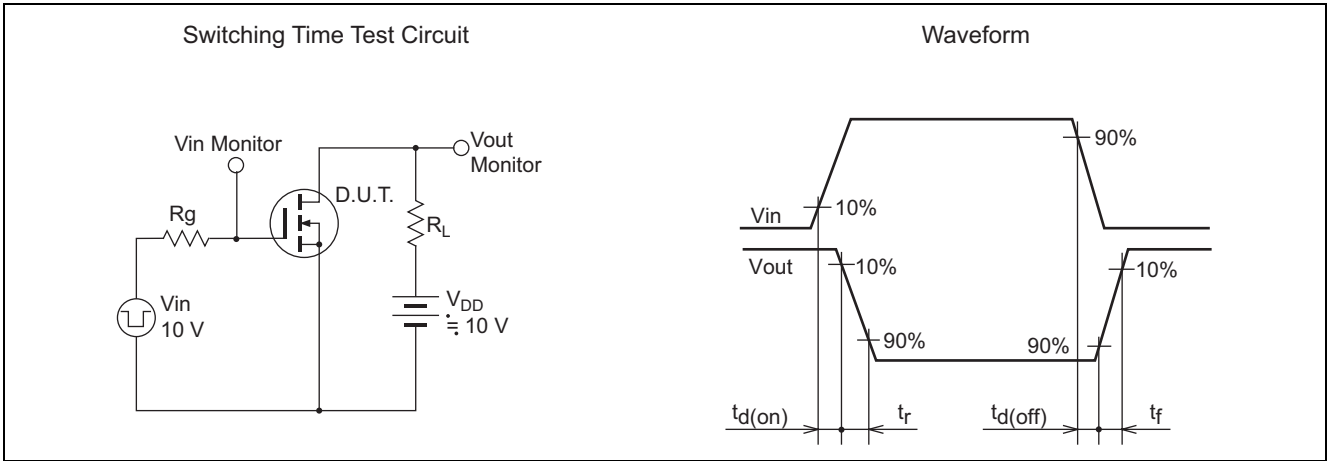 Switching Time Test Circuit
Vin Monitor
Vout
Monitor
D.U.T.
Rg
RL
Vin
10 V
VDD
≒ 10 V
Waveform
Vin
10%
90%
Vout
10%
90%
90%
10%
td(on)
tr
td(off)
tf